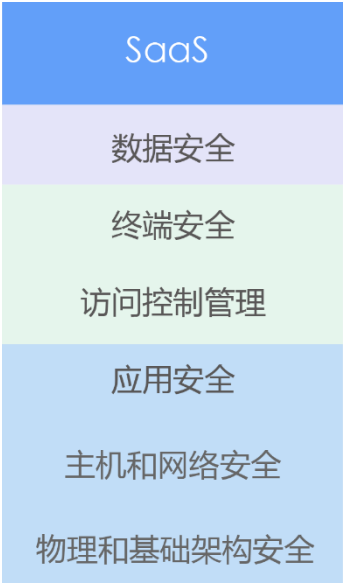 SaaS
数据安全
终端安全
访问控制管理
应用安全
主机和网络安全
物理和基础架构安全